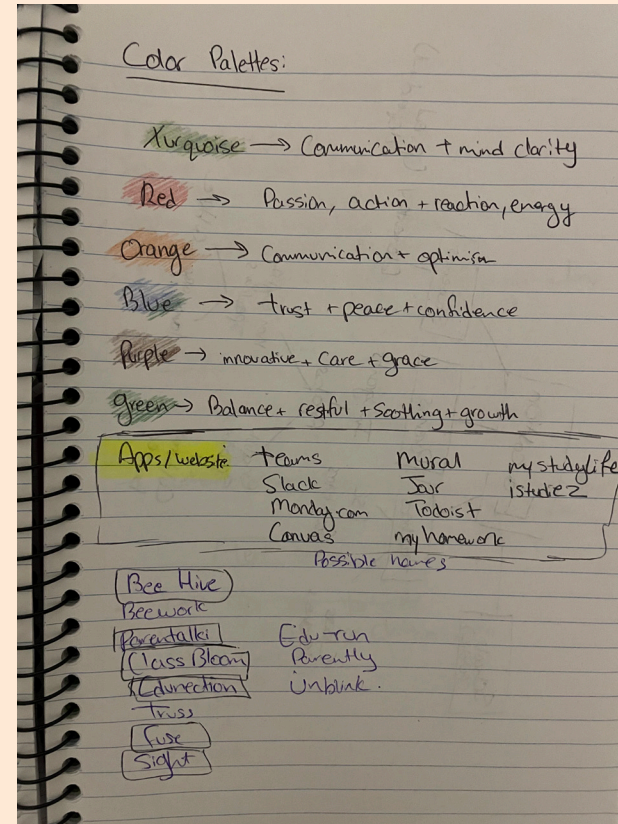 Color Palettes:
Turquoise → Communication + mind clarity
Red → Passion, action + reaction, energy
Orange → Communication + optimism
Blue → trust + peace + confidence
Purple → innovative + care + grace
green → Balance + restful + soothing + growth
Apps/website: teams Mural mystudylife
Slack Jar istudiez
Monday.com Todoist
Canvas myhomework
Possible names
Bee Hive
Beework
Parentalki Edu-run
Class Bloom Parently
Edunection Unblink.
Truss
Fuse
Sight